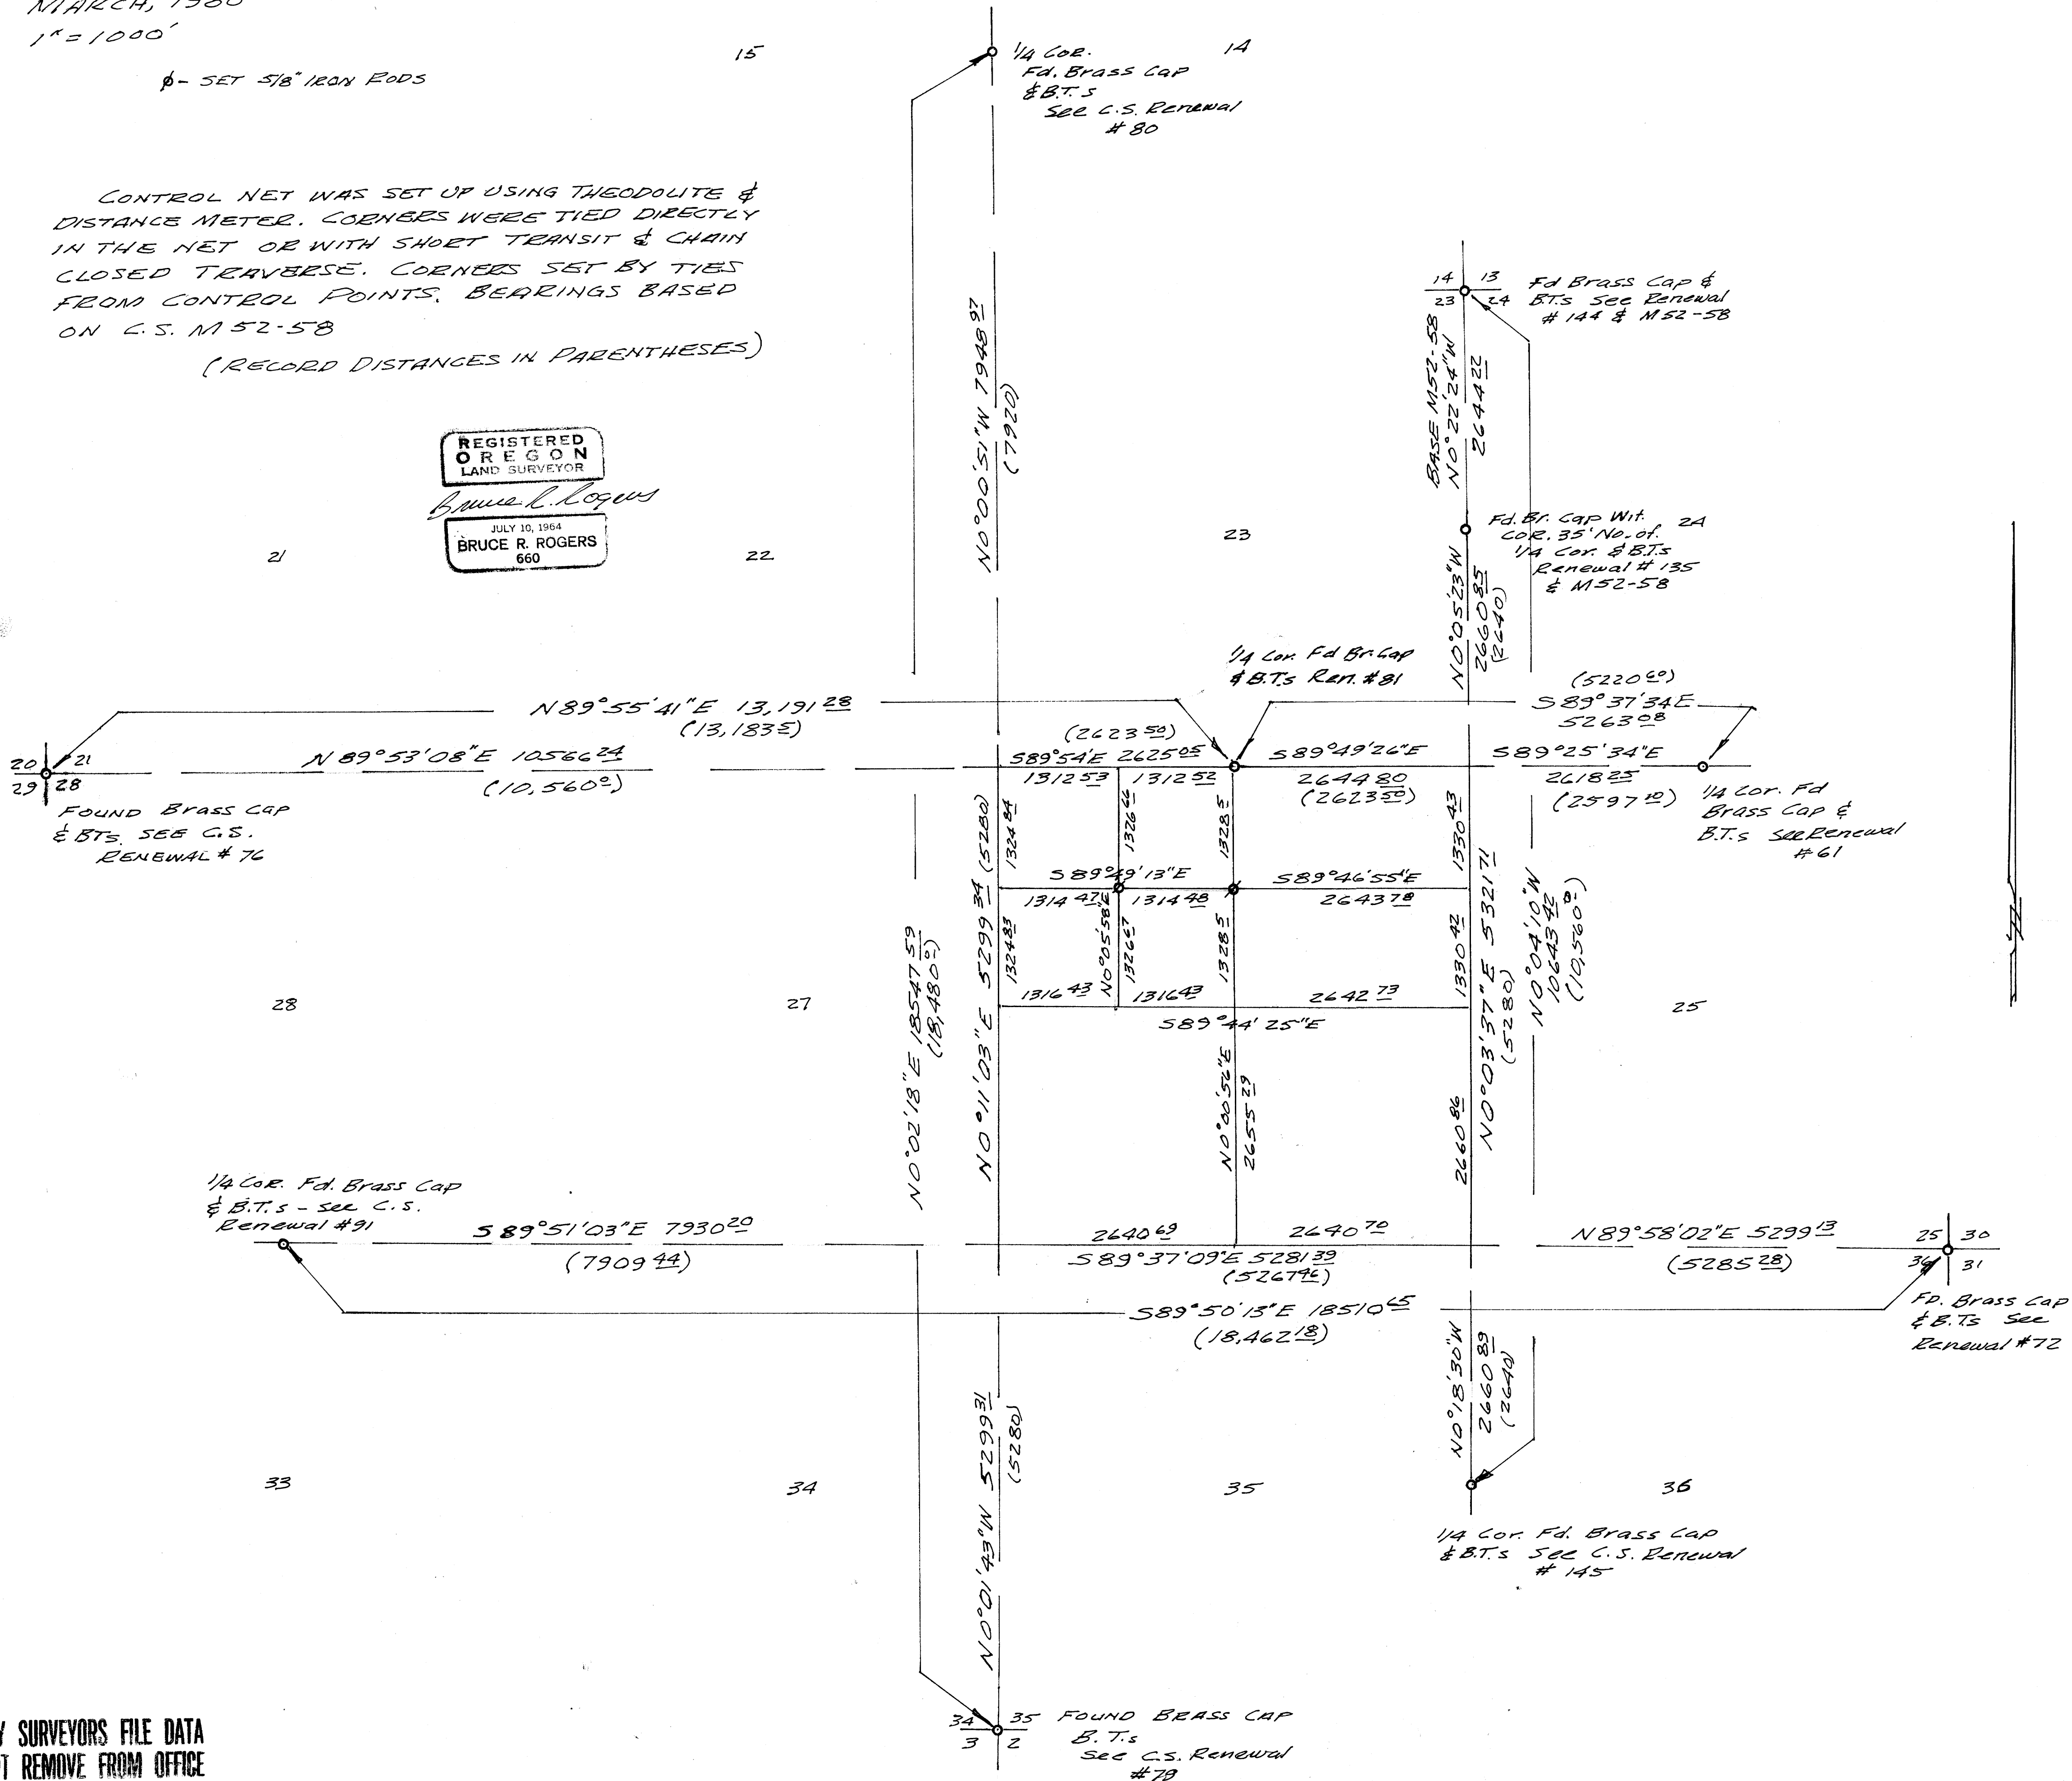 MARCH, 1980
1" = 1000'
ϕ - SET 5/8" IRON RODS
15
14
1/4 COR.
Fd. Brass Cap
& B.T.s
See C.S. Renewal
# 80
CONTROL NET WAS SET UP USING THEODOLITE &
DISTANCE METER. CORNERS WERE TIED DIRECTLY
IN THE NET OR WITH SHORT TRANSIT & CHAIN
CLOSED TRAVERSE. CORNERS SET BY TIES
FROM CONTROL POINTS. BEARINGS BASED
ON C.S. M 52-58
(RECORD DISTANCES IN PARENTHESES)
REGISTERED
OREGON
LAND SURVEYOR
Bruce R. Rogers
JULY 10, 1964
BRUCE R. ROGERS
660
N0°00'51"W 7948 97
(7920)
14 13
23 24
Fd Brass Cap &
B.T.s See Renewal
# 144 & M52-58
BASE M52-58
N0°22'24"W
2644 22
21
22
23
24
Fd. Br. Cap Wit.
COR. 35' No. of.
1/4 Cor. & B.T.s
Renewal # 135
& M52-58
N0°05'23"W
2660 85
(2640)
1/4 Cor. Fd Br. Cap
& B.T.s Ren. #81
N89°55'41"E 13,191 28
(13,183 5)
(5220 60)
S89°37'34E
5263 08
20 21
29 28
N 89°53'08"E 10566 24
(10,560 0)
FOUND Brass Cap
& BTs. SEE C.S.
RENEWAL # 76
(2623 50)
S89°54'E 2625 05
1312 53
1312 52
S89°49'26"E
2644 80
(2623 50)
S89°25'34"E
2618 25
(2597 10)
1/4 Cor. Fd
Brass Cap &
B.T.s See Renewal
#61
1324 84
1326 66
1328 5
1330 43
S89°49'13"E
1314 47
1314 48
S89°46'55"E
2643 78
1324 83
N0°05'58"E
1326 67
1328 5
1330 42
1316 43
1316 43
2642 73
S89°44'25"E
N0°02'18"E 18547 59
(18,480 0)
N0°11'03"E 5299 34 (5280)
N0°00'56"E
2655 29
2660 86
N0°03'37"E 5321 71
(5280)
N0°04'10"W
10643 42
(10,560 0)
28
27
25
1/4 COR. Fd. Brass Cap
& B.T.s - see C.S.
Renewal #91
S89°51'03"E 7930 20
(7909 44)
2640 69
2640 70
S89°37'09"E 5281 39
(5267 46)
N89°58'02"E 5299 13
(5285 28)
25 30
36 31
FD. Brass Cap
& B.T.s See
Renewal #72
S89°50'13"E 18510 65
(18,462 18)
N0°01'43"W 5299 31
(5280)
N0°18'30"W
2660 89
(2640)
33
34
35
36
1/4 Cor. Fd. Brass Cap
& B.T.s See C.S. Renewal
# 145
34 35
3 2
FOUND BRASS CAP
B.T.s
See C.S. Renewal
#79
SURVEYORS FILE DATA
REMOVE FROM OFFICE